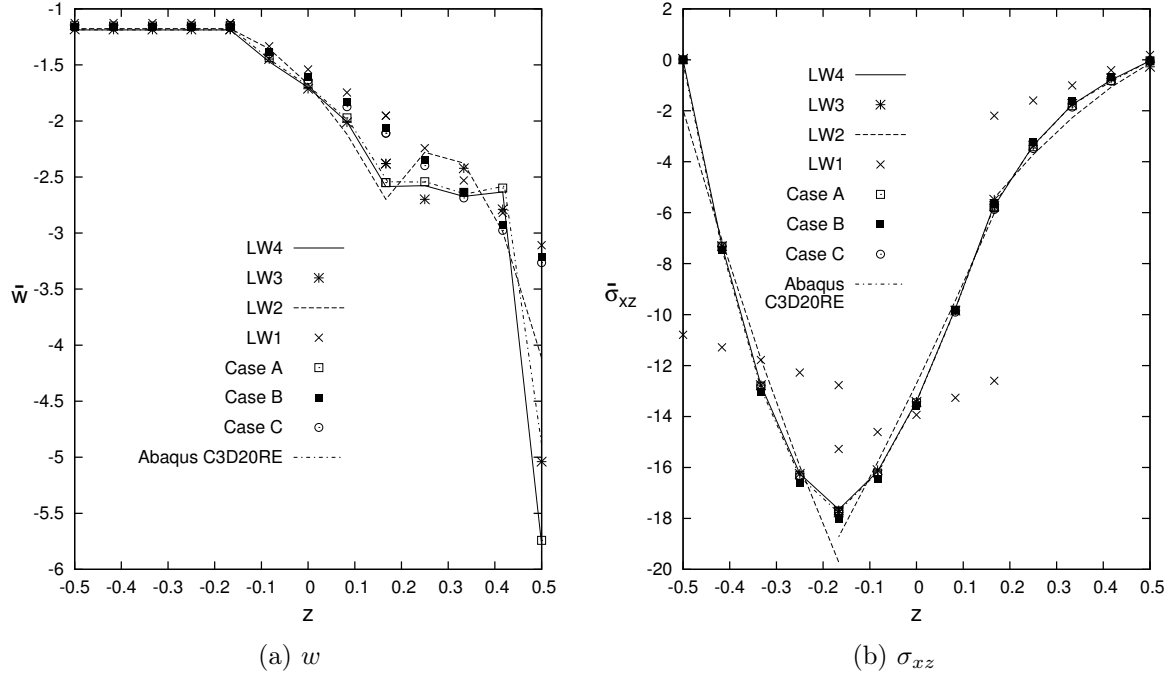 -1
-1.5
-2
-2.5
-3
-3.5
-4
-4.5
-5
-5.5
-6
w̄
-0.5 -0.4 -0.3 -0.2 -0.1 0 0.1 0.2 0.3 0.4 0.5
z
LW4
LW3
LW2
LW1
Case A
Case B
Case C
Abaqus C3D20RE
(a) w
0
-2
-4
-6
-8
-10
-12
-14
-16
-18
-20
σ̄xz
-0.5 -0.4 -0.3 -0.2 -0.1 0 0.1 0.2 0.3 0.4 0.5
z
LW4
LW3
LW2
LW1
Case A
Case B
Case C
Abaqus
C3D20RE
(b) σxz